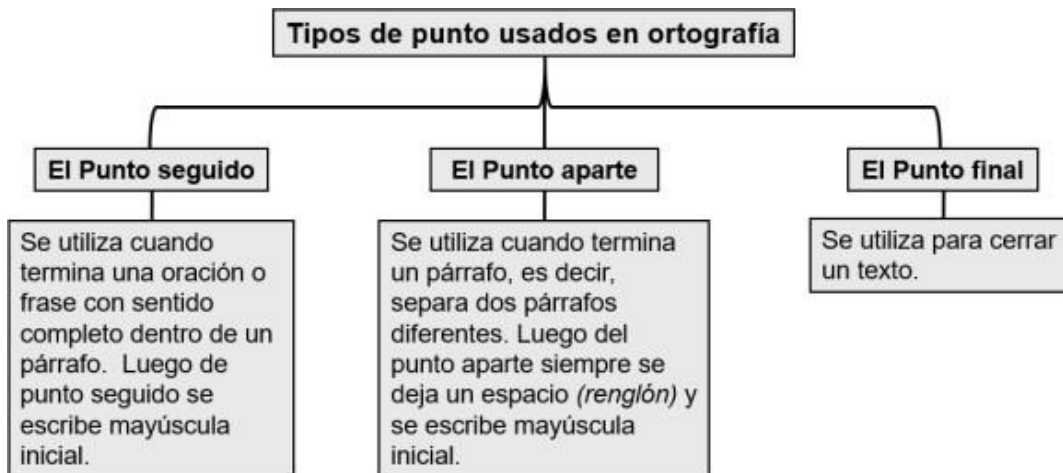 Tipos de punto usados en ortografía
El Punto seguido
Se utiliza cuando
termina una oración o
frase con sentido
completo dentro de un
párrafo. Luego de
punto seguido se
escribe mayúscula
inicial.
El Punto aparte
Se utiliza cuando termina
un párrafo, es decir,
separa dos párrafos
diferentes. Luego del
punto aparte siempre se
deja un espacio (renglón) y
se escribe mayúscula
inicial.
El Punto final
Se utiliza para cerrar
un texto.